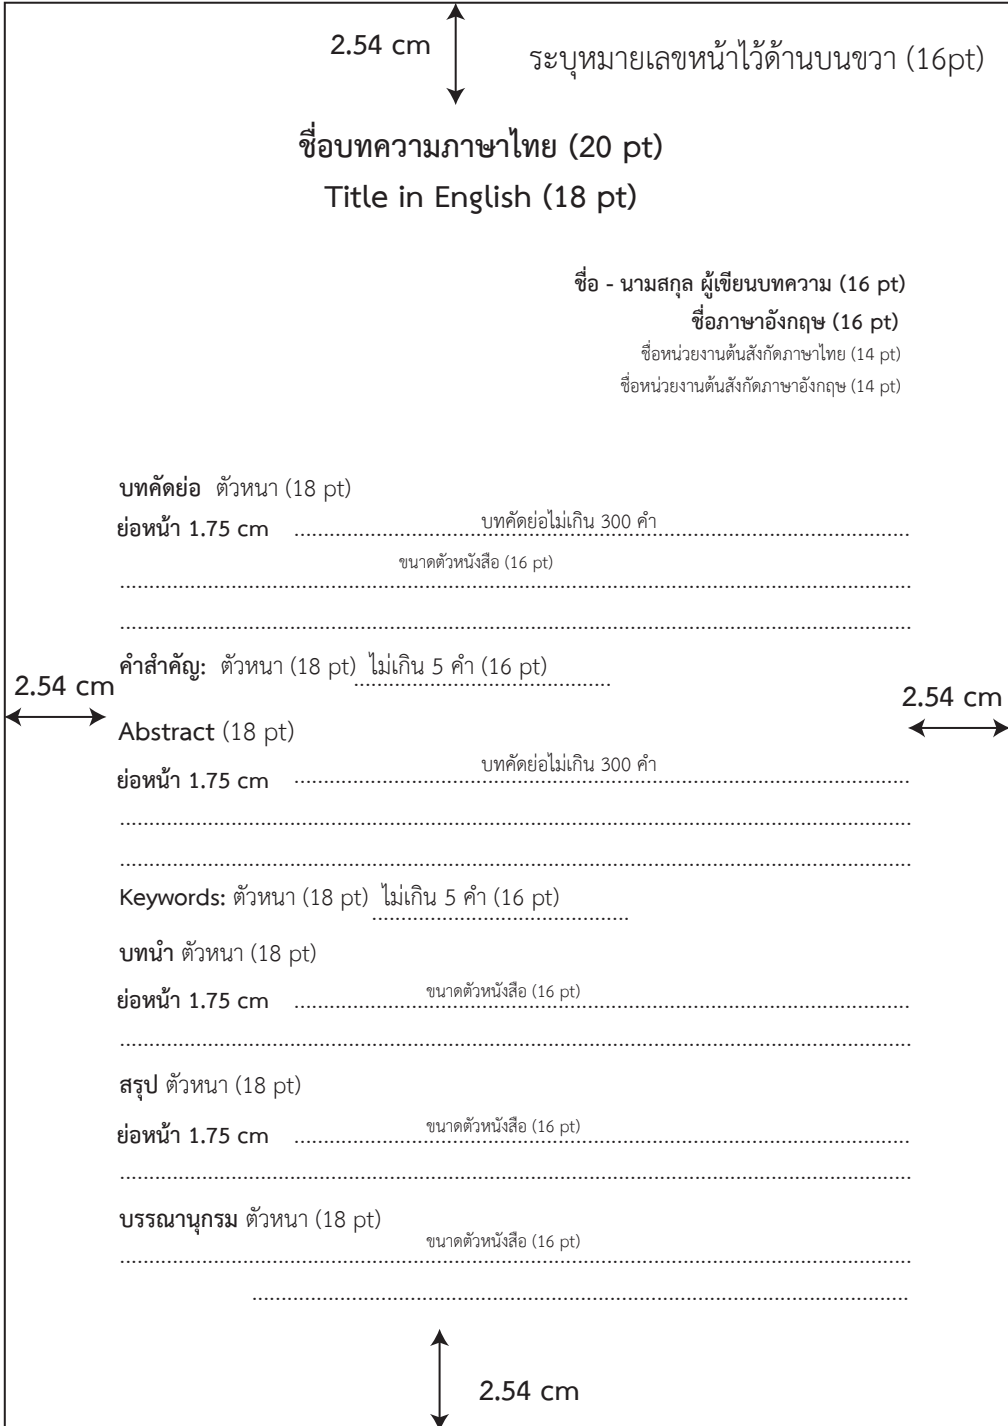 2.54 cm
ระบุหมายเลขหน้าไว้ด้านบนขวา (16pt)
ชื่อบทความภาษาไทย (20 pt)
Title in English (18 pt)
ชื่อ - นามสกุล ผู้เขียนบทความ (16 pt)
ชื่อภาษาอังกฤษ (16 pt)
ชื่อหน่วยงานต้นสังกัดภาษาไทย (14 pt)
ชื่อหน่วยงานต้นสังกัดภาษาอังกฤษ (14 pt)
บทคัดย่อ ตัวหนา (18 pt)
ย่อหน้า 1.75 cm บทคัดย่อไม่เกิน 300 คำ
ขนาดตัวหนังสือ (16 pt)
คำสำคัญ: ตัวหนา (18 pt) ไม่เกิน 5 คำ (16 pt)
2.54 cm
2.54 cm
Abstract (18 pt)
ย่อหน้า 1.75 cm บทคัดย่อไม่เกิน 300 คำ
Keywords: ตัวหนา (18 pt) ไม่เกิน 5 คำ (16 pt)
บทนำ ตัวหนา (18 pt)
ย่อหน้า 1.75 cm ขนาดตัวหนังสือ (16 pt)
สรุป ตัวหนา (18 pt)
ย่อหน้า 1.75 cm ขนาดตัวหนังสือ (16 pt)
บรรณานุกรม ตัวหนา (18 pt)
ขนาดตัวหนังสือ (16 pt)
2.54 cm